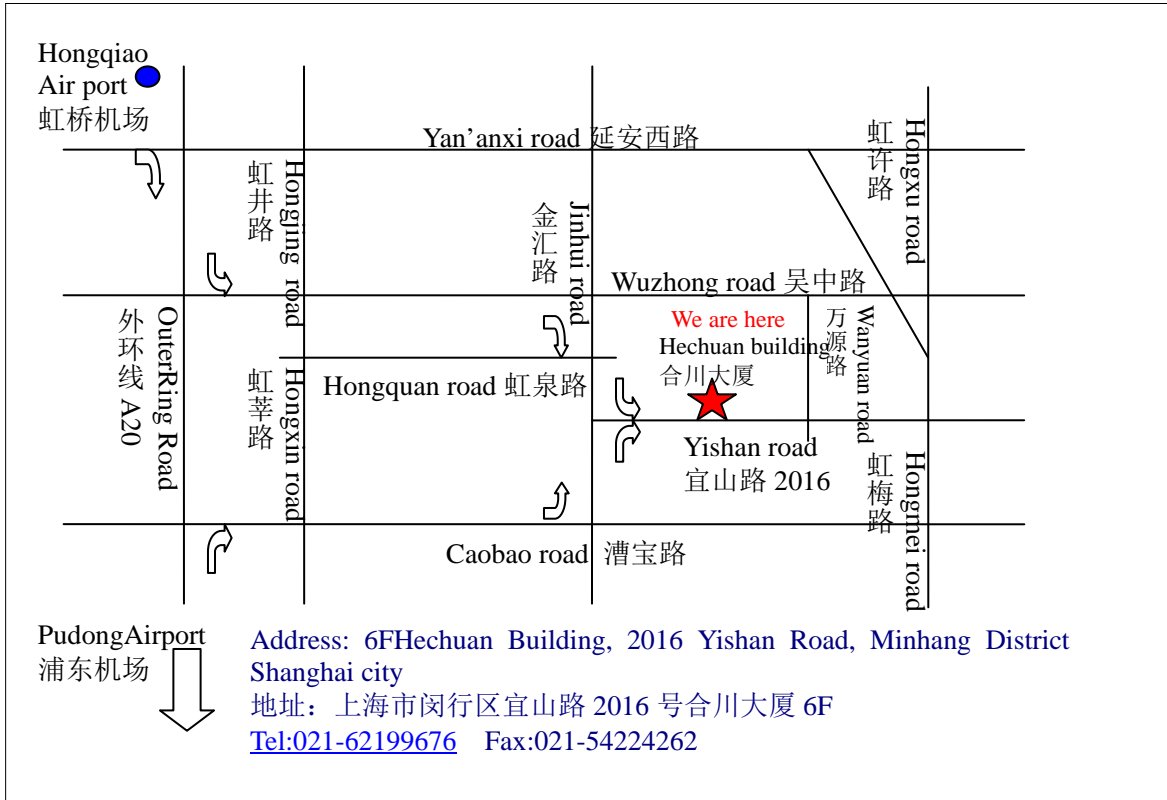 Hongqiao
Air port
虹桥机场
Yan'anxi road 延安西路
虹许路
Hongxu road
虹井路
Hongjing road
金汇路
Jinhui road
Wuzhong road 吴中路
We are here
Hechuan building
合川大厦
万源路
Wanyuan road
外环线 A20
OuterRing Road
Hongquan road 虹泉路
虹莘路
Hongxin road
Yishan road
宜山路 2016
虹梅路
Hongmei road
Caobao road 漕宝路
PudongAirport
浦东机场
Address: 6FHechuan Building, 2016 Yishan Road, Minhang District
Shanghai city
地址：上海市闵行区宜山路 2016 号合川大厦 6F
Tel:021-62199676 Fax:021-54224262